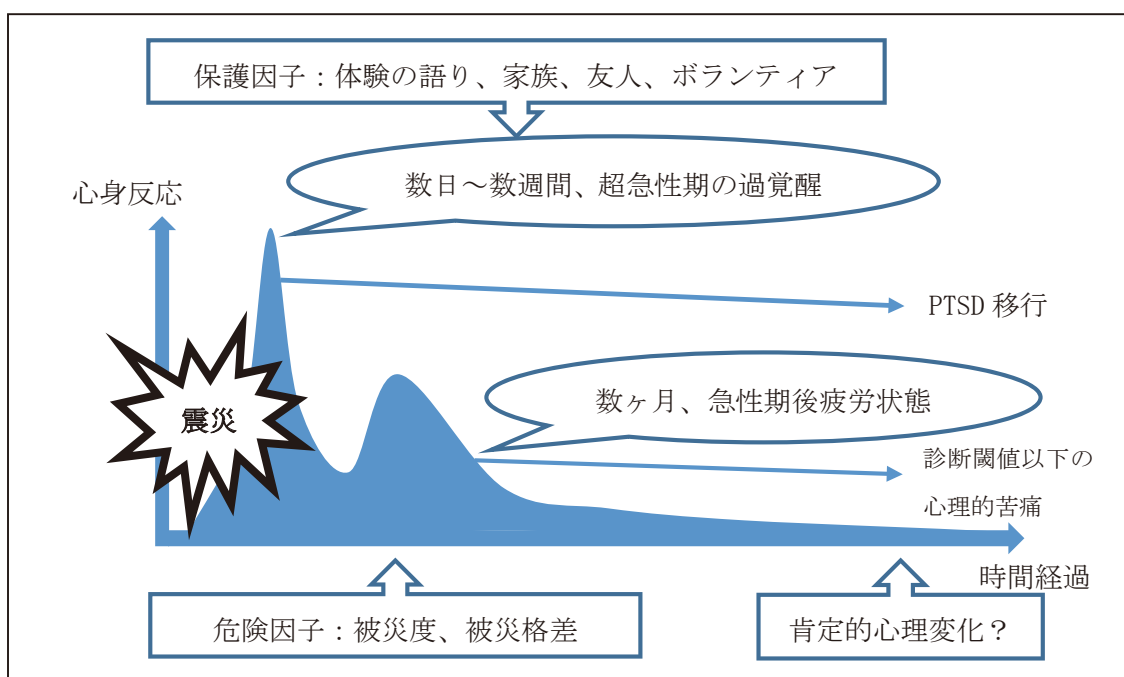 保護因子：体験の語り、家族、友人、ボランティア
数日～数週間、超急性期の過覚醒
心身反応
PTSD 移行
震災
数ヶ月、急性期後疲労状態
診断閾値以下の
心理的苦痛
時間経過
危険因子：被災度、被災格差
肯定的心理変化？